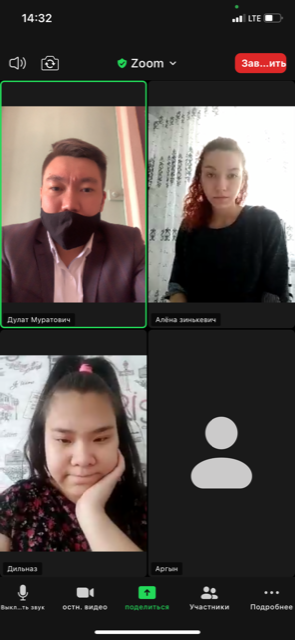 14:32
LTE
Zoom
Зав...ить
Дулат Муратович
Алёна зинькевич
Дильназ
Аргын
Выкл...ть звук
остн. видео
поделиться
Участники
Подробнее